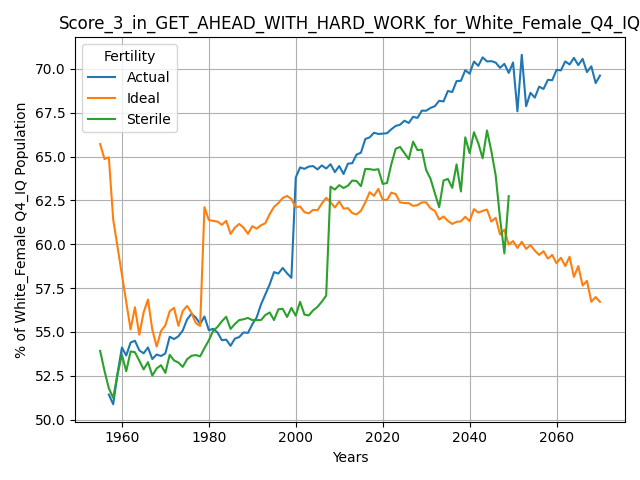 Score_3_in_GET_AHEAD_WITH_HARD_WORK_for_White_Female_Q4_IQ
Fertility
Actual
Ideal
Sterile
% of White_Female Q4_IQ Population
70.0
67.5
65.0
62.5
60.0
57.5
55.0
52.5
50.0
1960
1980
2000
2020
2040
2060
Years